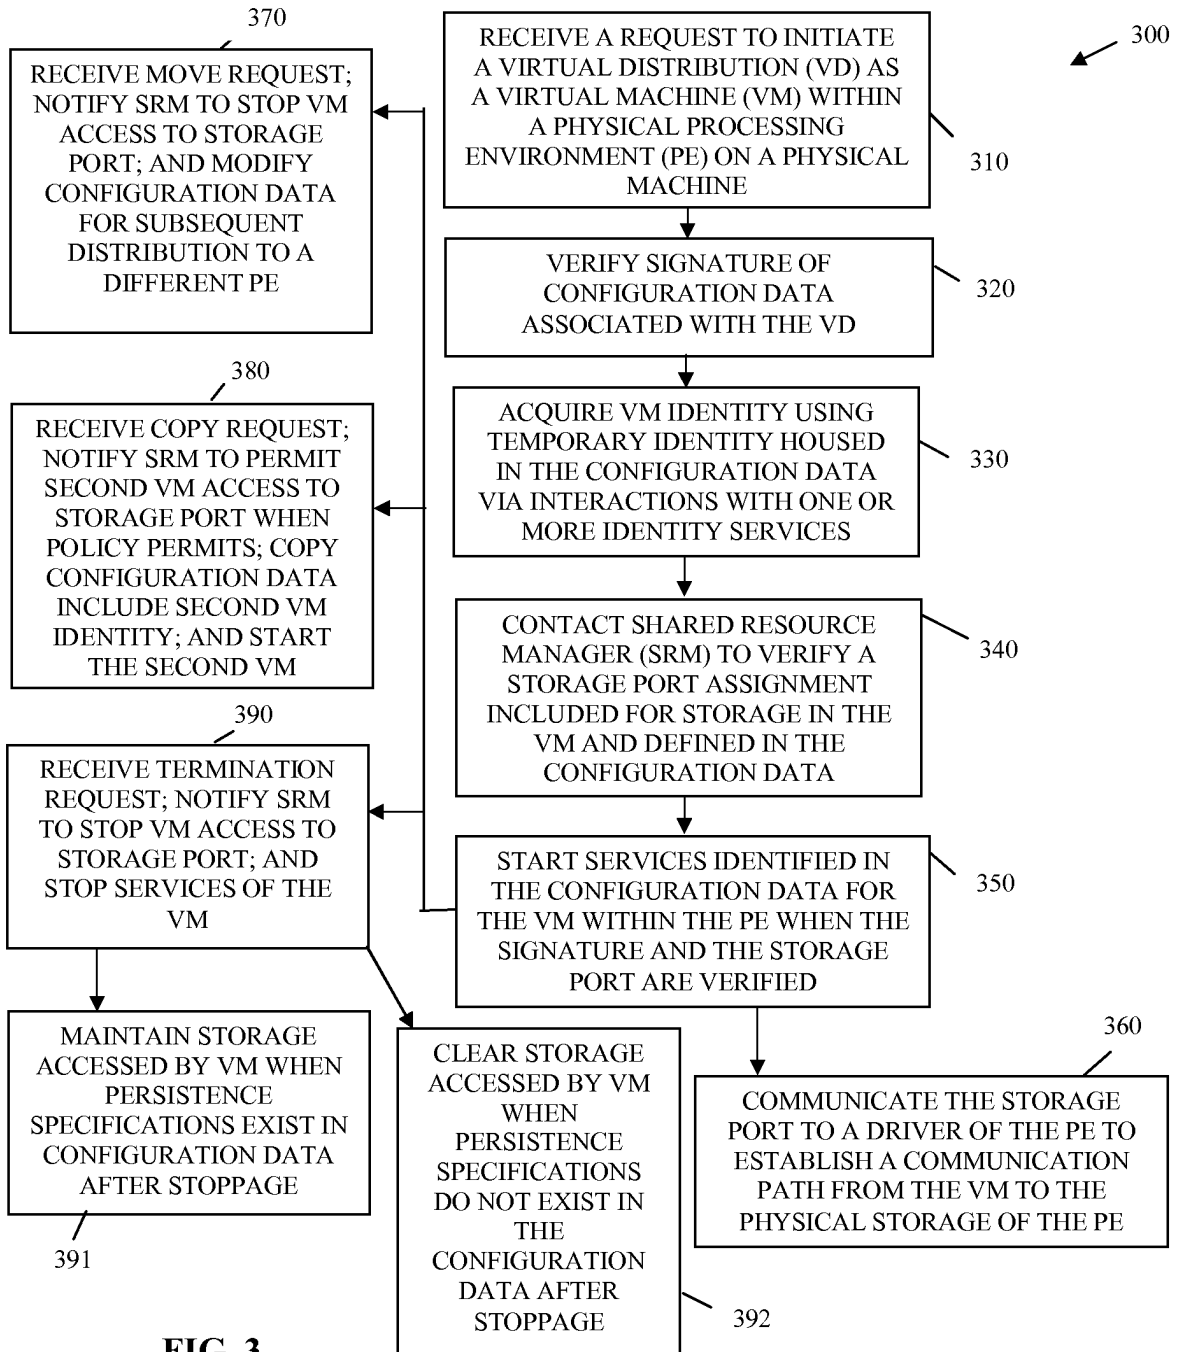 300
310
RECEIVE A REQUEST TO INITIATE
A VIRTUAL DISTRIBUTION (VD) AS
A VIRTUAL MACHINE (VM) WITHIN
A PHYSICAL PROCESSING
ENVIRONMENT (PE) ON A PHYSICAL
MACHINE
320
VERIFY SIGNATURE OF
CONFIGURATION DATA
ASSOCIATED WITH THE VD
330
ACQUIRE VM IDENTITY USING
TEMPORARY IDENTITY HOUSED
IN THE CONFIGURATION DATA
VIA INTERACTIONS WITH ONE OR
MORE IDENTITY SERVICES
340
CONTACT SHARED RESOURCE
MANAGER (SRM) TO VERIFY A
STORAGE PORT ASSIGNMENT
INCLUDED FOR STORAGE IN THE
VM AND DEFINED IN THE
CONFIGURATION DATA
350
START SERVICES IDENTIFIED IN
THE CONFIGURATION DATA FOR
THE VM WITHIN THE PE WHEN THE
SIGNATURE AND THE STORAGE
PORT ARE VERIFIED
360
COMMUNICATE THE STORAGE
PORT TO A DRIVER OF THE PE TO
ESTABLISH A COMMUNICATION
PATH FROM THE VM TO THE
PHYSICAL STORAGE OF THE PE
370
RECEIVE MOVE REQUEST;
NOTIFY SRM TO STOP VM
ACCESS TO STORAGE
PORT; AND MODIFY
CONFIGURATION DATA
FOR SUBSEQUENT
DISTRIBUTION TO A
DIFFERENT PE
380
RECEIVE COPY REQUEST;
NOTIFY SRM TO PERMIT
SECOND VM ACCESS TO
STORAGE PORT WHEN
POLICY PERMITS; COPY
CONFIGURATION DATA
INCLUDE SECOND VM
IDENTITY; AND START
THE SECOND VM
390
RECEIVE TERMINATION
REQUEST; NOTIFY SRM
TO STOP VM ACCESS TO
STORAGE PORT; AND
STOP SERVICES OF THE
VM
MAINTAIN STORAGE
ACCESSED BY VM WHEN
PERSISTENCE
SPECIFICATIONS EXIST IN
CONFIGURATION DATA
AFTER STOPPAGE
391
CLEAR STORAGE
ACCESSED BY VM
WHEN
PERSISTENCE
SPECIFICATIONS
DO NOT EXIST IN
THE
CONFIGURATION
DATA AFTER
STOPPAGE
392
FIG. 3